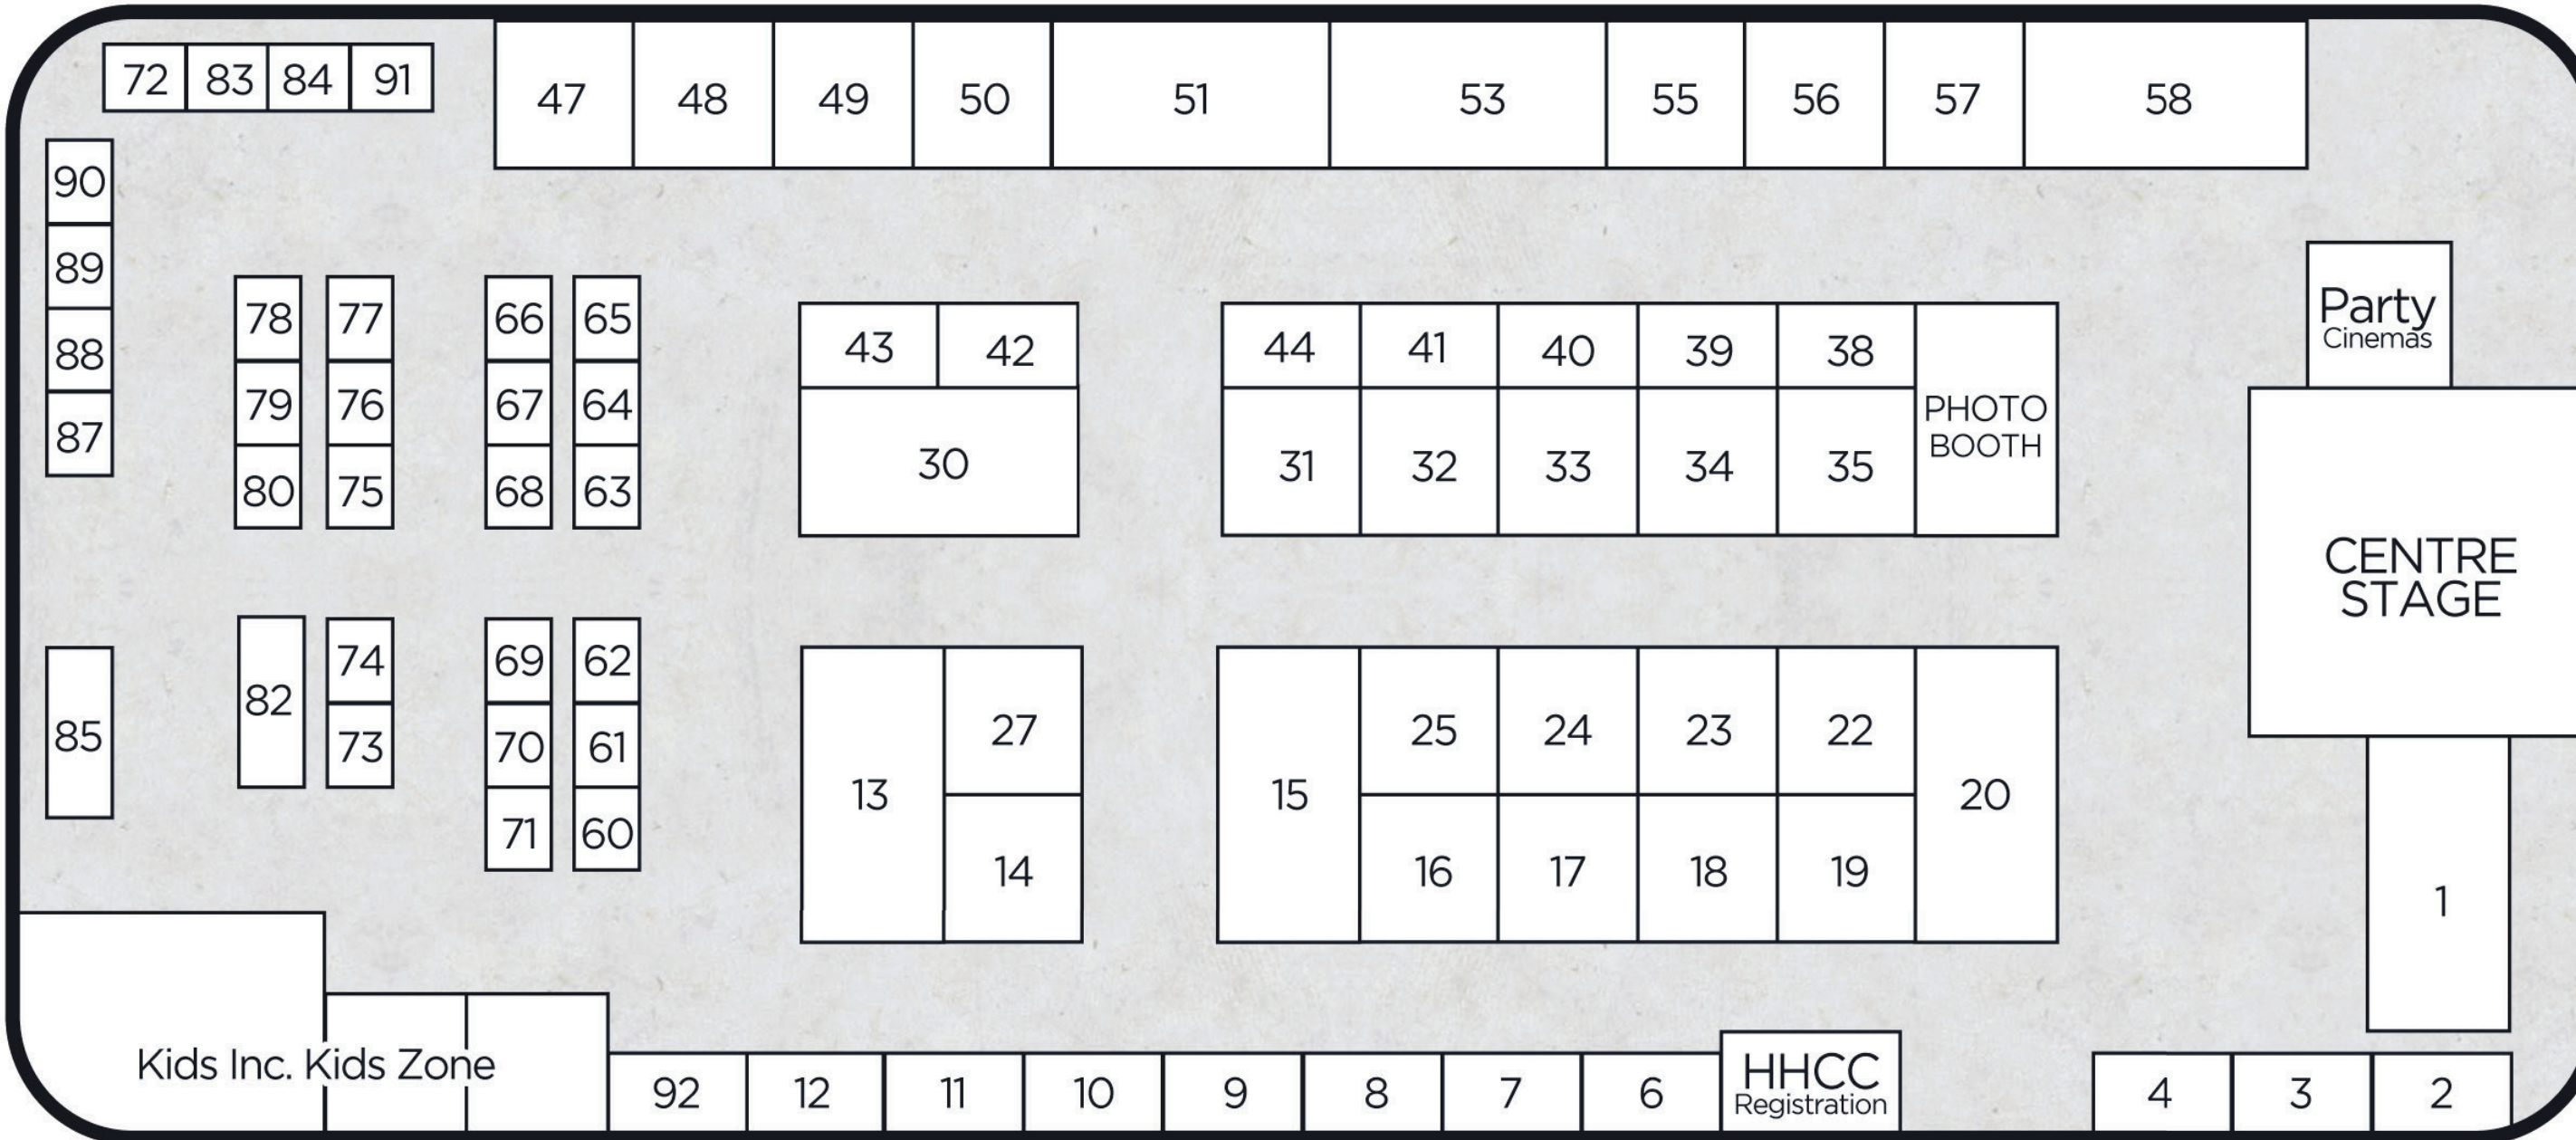 72 83 84 91
47 48 49 50 51 53 55 56 57 58
90
89
88
87
78 77
79 76
80 75
66 65
67 64
68 63
43 42
30
44 41 40 39 38
31 32 33 34 35
PHOTO
BOOTH
Party
Cinemas
CENTRE
STAGE
85
82
74
73
69 62
70 61
71 60
13
27
14
15
25 24 23 22
16 17 18 19
20
1
Kids Inc. Kids Zone
92 12 11 10 9 8 7 6
HHCC
Registration
4 3 2